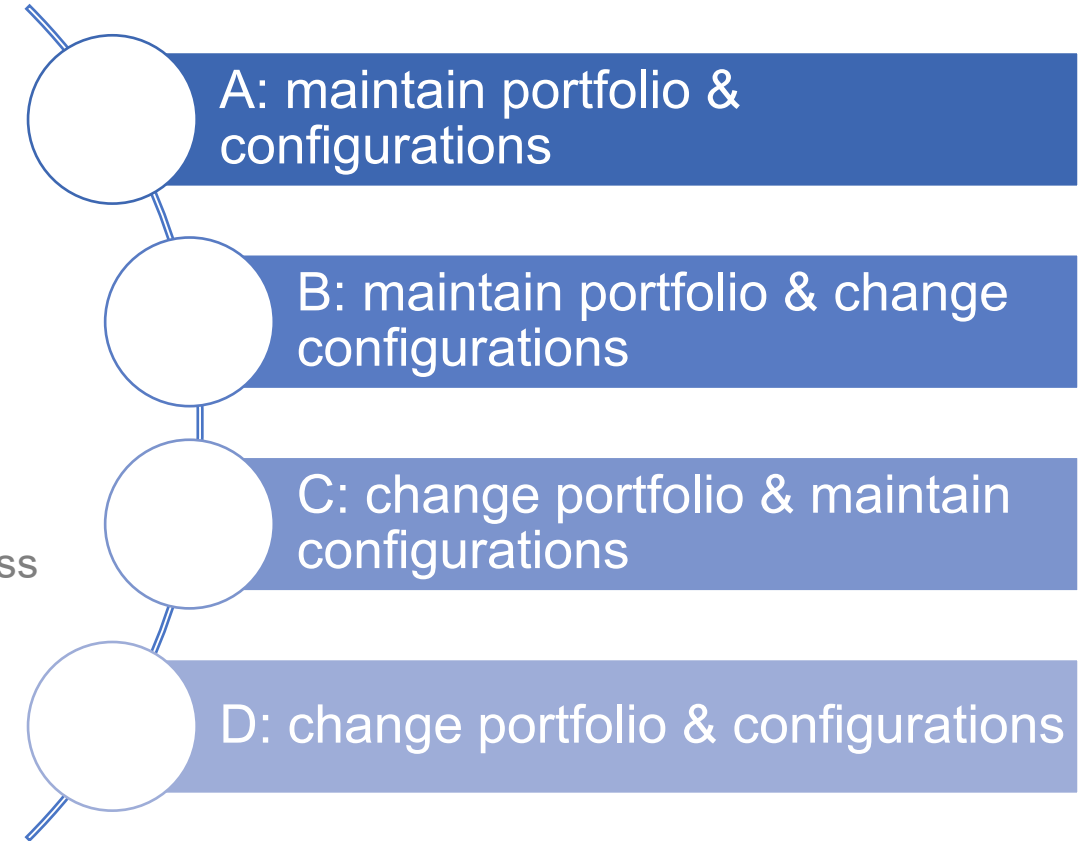 A: maintain portfolio &
configurations
B: maintain portfolio & change
configurations
C: change portfolio & maintain
configurations
ss
D: change portfolio & configurations